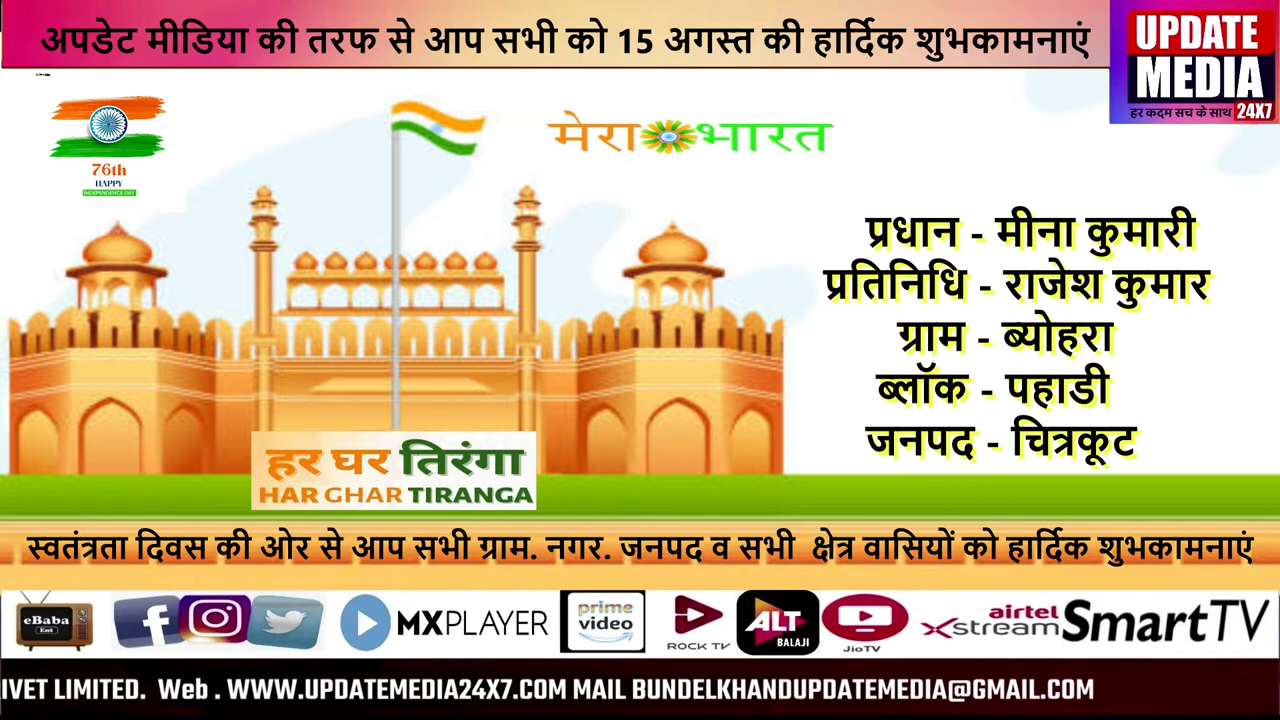 अपडेट मीडिया की तरफ से आप सभी को 15 अगस्त की हार्दिक शुभकामनाएं
UPDATE
MEDIA
हर कदम सच के साथ 24X7
76th
HAPPY
INDEPENDENCE DAY
मेरा भारत
प्रधान - मीना कुमारी
प्रतिनिधि - राजेश कुमार
ग्राम - ब्योहरा
ब्लॉक - पहाडी
जनपद - चित्रकूट
हर घर तिरंगा
HAR GHAR TIRANGA
स्वतंत्रता दिवस की ओर से आप सभी ग्राम. नगर. जनपद व सभी क्षेत्र वासियों को हार्दिक शुभकामनाएं
eBaba
Ent
MXPLAYER
prime
video
ROCK TV
ALT
BALAJI
JioTV
airtel
xstream
SmartTV
IVET LIMITED. Web . WWW.UPDATEMEDIA24X7.COM MAIL BUNDELKHANDUPDATEMEDIA@GMAIL.COM